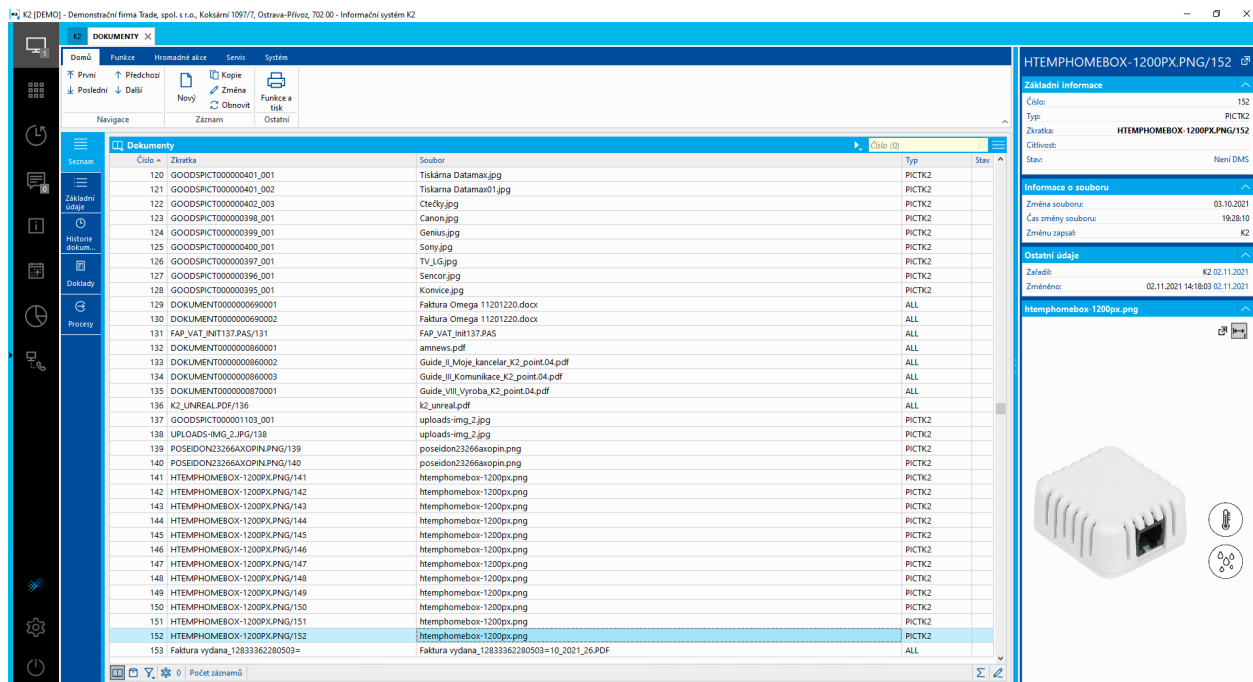 K2 [DEMO] - Demonstrační firma Trade, spol. s r.o., Koksární 1097/7, Ostrava-Přívoz, 702 00 - Informační systém K2
K2 DOKUMENTY
Domů Funkce Hromadné akce Servis Systém
První Předchozí
Poslední Další
Nový
Kopie
Změna
Obnovit
Funkce a tisk
Navigace Záznam Ostatní
1
0
Seznam
Základní údaje
Historie dokum...
Doklady
Procesy
Dokumenty Číslo (0)
Číslo Zkratka Soubor Typ Stav
120 GOODSPICT000000401_001 Tiskárna Datamax.jpg PICTK2
121 GOODSPICT000000401_002 Tiskarna Datamax01.jpg PICTK2
122 GOODSPICT000000402_003 Ctečky.jpg PICTK2
123 GOODSPICT000000398_001 Canon.jpg PICTK2
124 GOODSPICT000000399_001 Genius.jpg PICTK2
125 GOODSPICT000000400_001 Sony.jpg PICTK2
126 GOODSPICT000000397_001 TV_LG.jpg PICTK2
127 GOODSPICT000000396_001 Sencor.jpg PICTK2
128 GOODSPICT000000395_001 Konvice.jpg PICTK2
129 DOKUMENT0000000690001 Faktura Omega 11201220.docx ALL
130 DOKUMENT0000000690002 Faktura Omega 11201220.docx ALL
131 FAP_VAT_INIT137.PAS/131 FAP_VAT_Init137.PAS ALL
132 DOKUMENT0000000860001 amnews.pdf ALL
133 DOKUMENT0000000860002 Guide_II_Moje_kancelar_K2_point.04.pdf ALL
134 DOKUMENT0000000860003 Guide_III_Komunikace_K2_point.04.pdf ALL
135 DOKUMENT0000000870001 Guide_VIII_Vyroba_K2_point.04.pdf ALL
136 K2_UNREAL.PDF/136 k2_unreal.pdf ALL
137 GOODSPICT000001103_001 uploads-img_2.jpg PICTK2
138 UPLOADS-IMG_2.JPG/138 uploads-img_2.jpg PICTK2
139 POSEIDON23266AXOPIN.PNG/139 poseidon23266axopin.png PICTK2
140 POSEIDON23266AXOPIN.PNG/140 poseidon23266axopin.png PICTK2
141 HTEMPHOMEBOX-1200PX.PNG/141 htemphomebox-1200px.png PICTK2
142 HTEMPHOMEBOX-1200PX.PNG/142 htemphomebox-1200px.png PICTK2
143 HTEMPHOMEBOX-1200PX.PNG/143 htemphomebox-1200px.png PICTK2
144 HTEMPHOMEBOX-1200PX.PNG/144 htemphomebox-1200px.png PICTK2
145 HTEMPHOMEBOX-1200PX.PNG/145 htemphomebox-1200px.png PICTK2
146 HTEMPHOMEBOX-1200PX.PNG/146 htemphomebox-1200px.png PICTK2
147 HTEMPHOMEBOX-1200PX.PNG/147 htemphomebox-1200px.png PICTK2
148 HTEMPHOMEBOX-1200PX.PNG/148 htemphomebox-1200px.png PICTK2
149 HTEMPHOMEBOX-1200PX.PNG/149 htemphomebox-1200px.png PICTK2
150 HTEMPHOMEBOX-1200PX.PNG/150 htemphomebox-1200px.png PICTK2
151 HTEMPHOMEBOX-1200PX.PNG/151 htemphomebox-1200px.png PICTK2
152 HTEMPHOMEBOX-1200PX.PNG/152 htemphomebox-1200px.png PICTK2
153 Faktura vydana_12833362280503= Faktura vydana_12833362280503=10_2021_26.PDF ALL
0 Počet záznamů
HTEMPHOMEBOX-1200PX.PNG/152
Základní informace
Číslo: 152
Typ: PICTK2
Zkratka: HTEMPHOMEBOX-1200PX.PNG/152
Citlivost:
Stav: Není DMS
Informace o souboru
Změna souboru: 03.10.2021
Čas změny souboru: 19:28:10
Změnu zapsal: K2
Ostatní údaje
Zařadil: K2 02.11.2021
Změněno: 02.11.2021 14:18:03 02.11.2021
htemphomebox-1200px.png